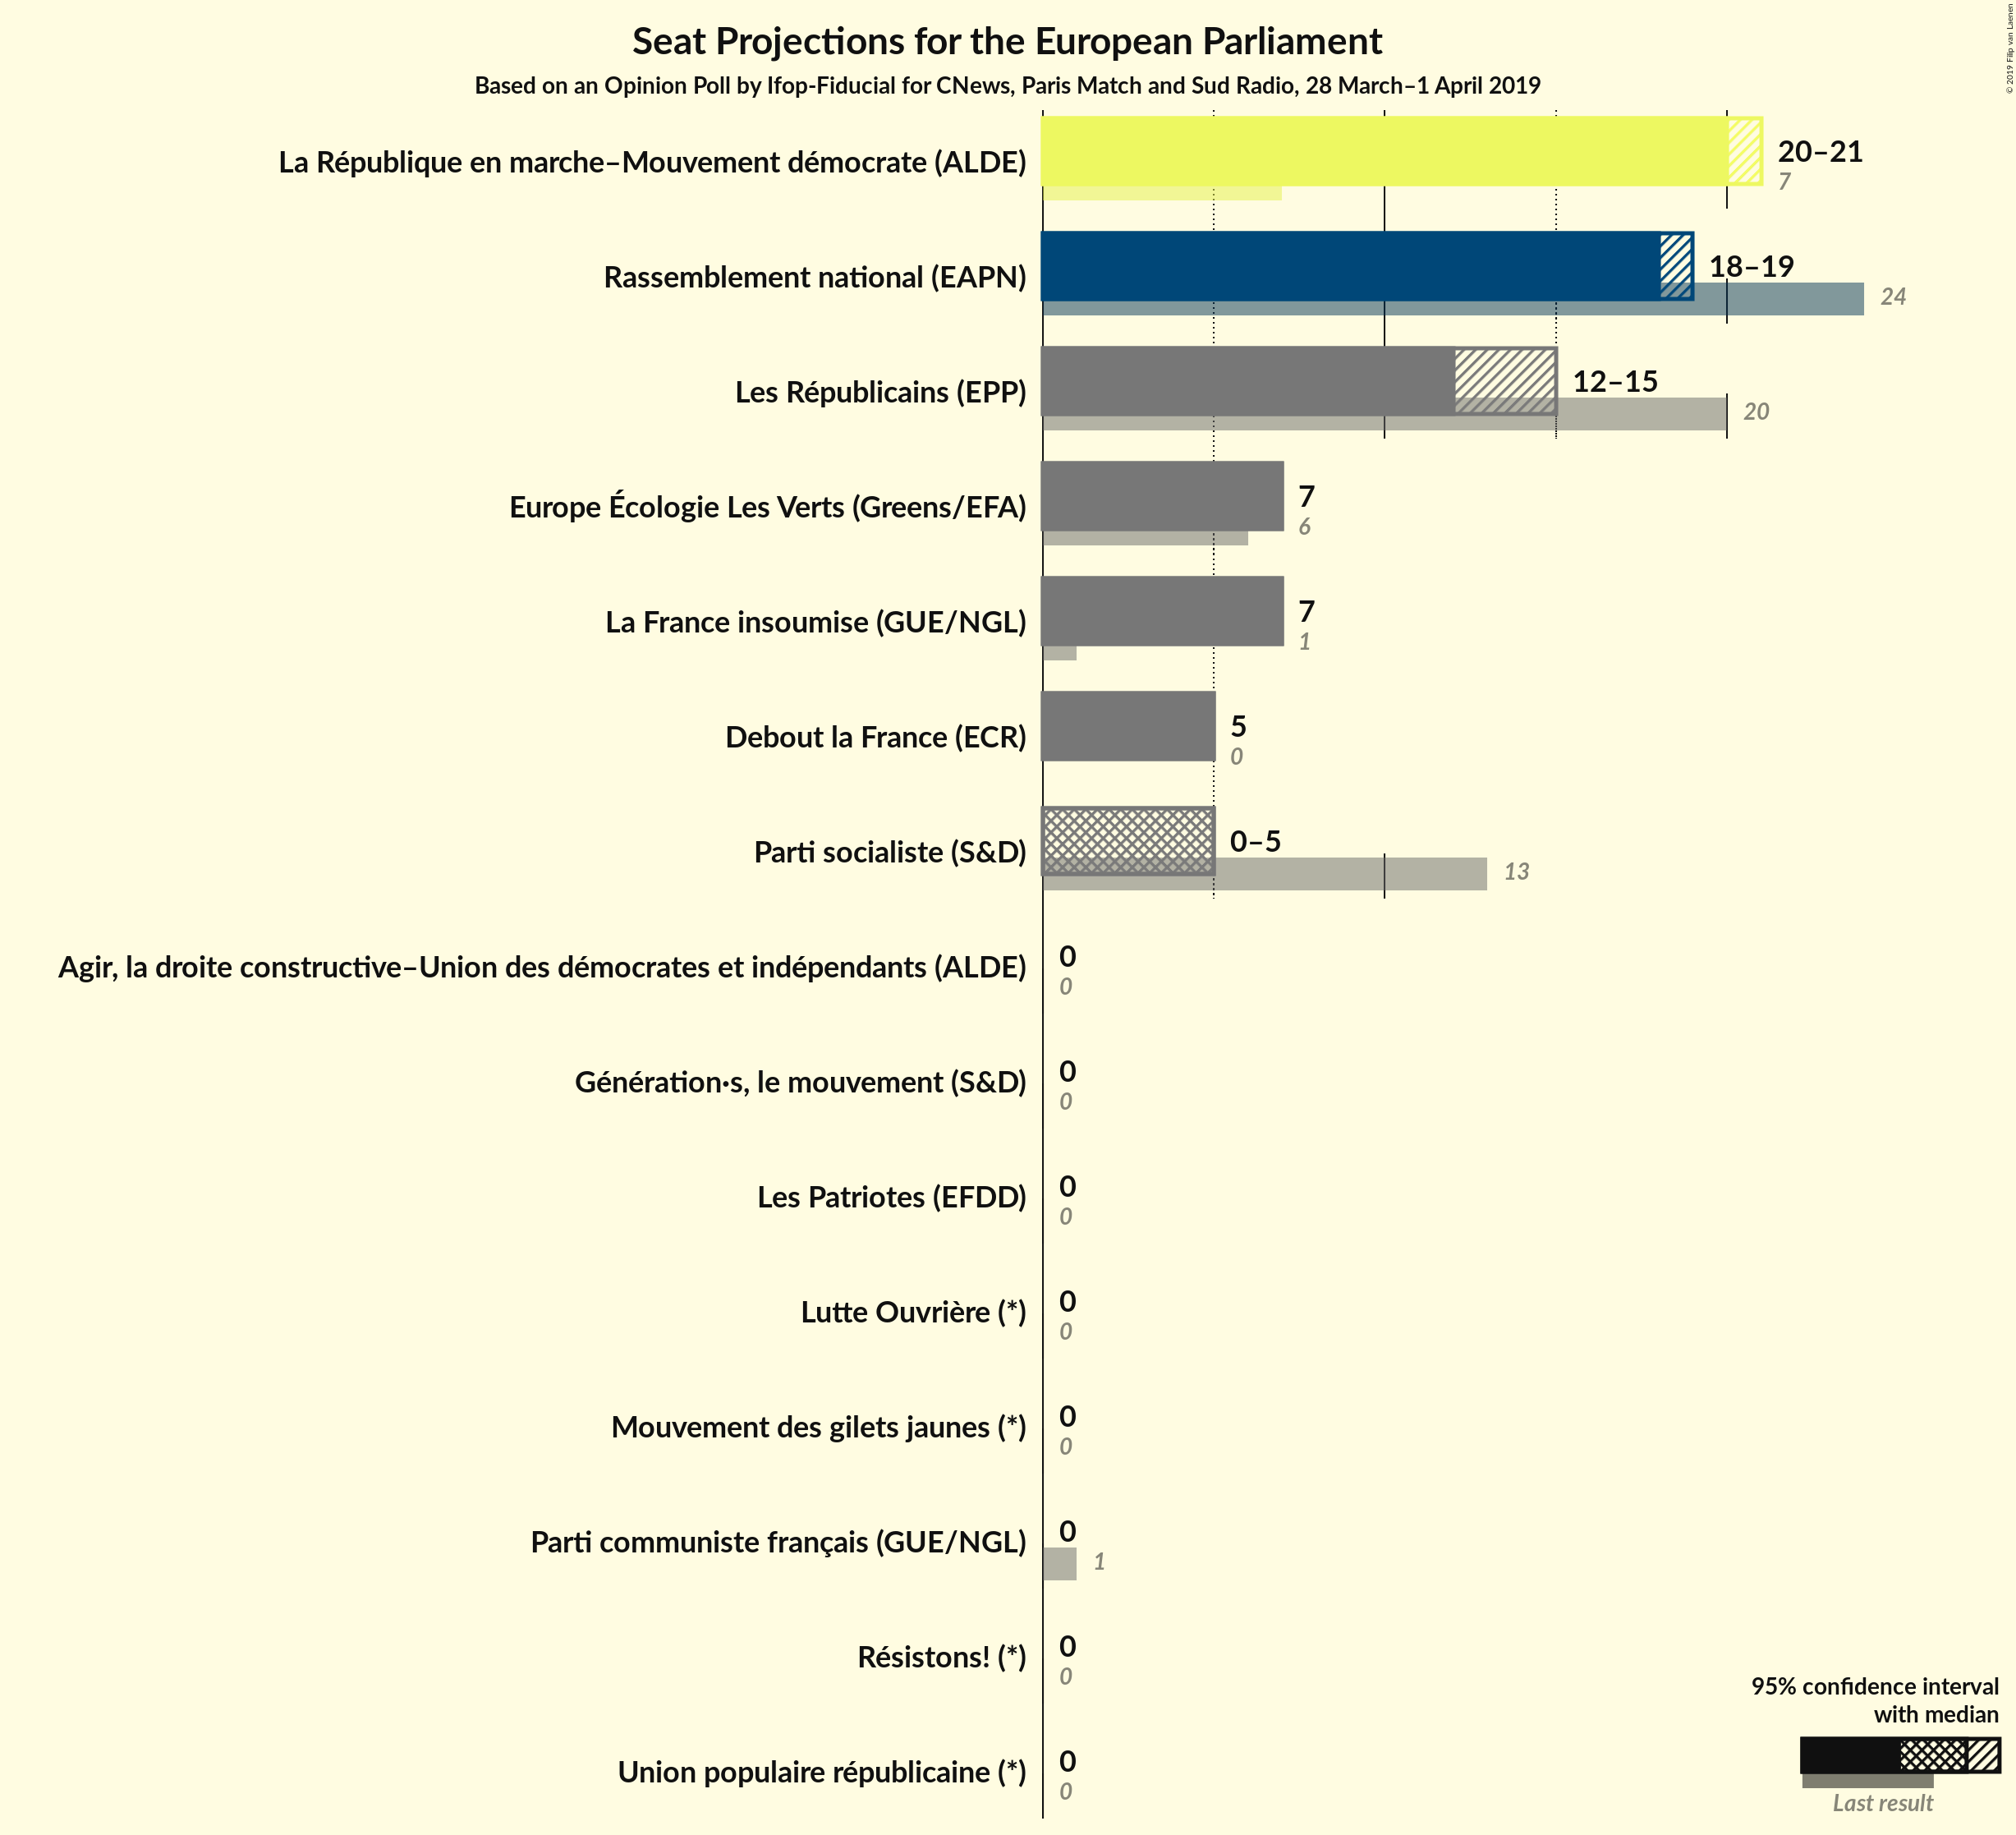 Seat Projections for the European Parliament
Based on an Opinion Poll by Ifop-Fiducial for CNews, Paris Match and Sud Radio, 28 March–1 April 2019
© 2019 Filip van Laenen
La République en marche–Mouvement démocrate (ALDE)
20–21
7
Rassemblement national (EAPN)
18–19
24
Les Républicains (EPP)
12–15
20
Europe Écologie Les Verts (Greens/EFA)
7
6
La France insoumise (GUE/NGL)
7
1
Debout la France (ECR)
5
0
Parti socialiste (S&D)
0–5
13
Agir, la droite constructive–Union des démocrates et indépendants (ALDE)
0
0
Génération·s, le mouvement (S&D)
0
0
Les Patriotes (EFDD)
0
0
Lutte Ouvrière (*)
0
0
Mouvement des gilets jaunes (*)
0
0
Parti communiste français (GUE/NGL)
0
1
Résistons! (*)
0
0
Union populaire républicaine (*)
0
0
95% confidence interval
with median
Last result